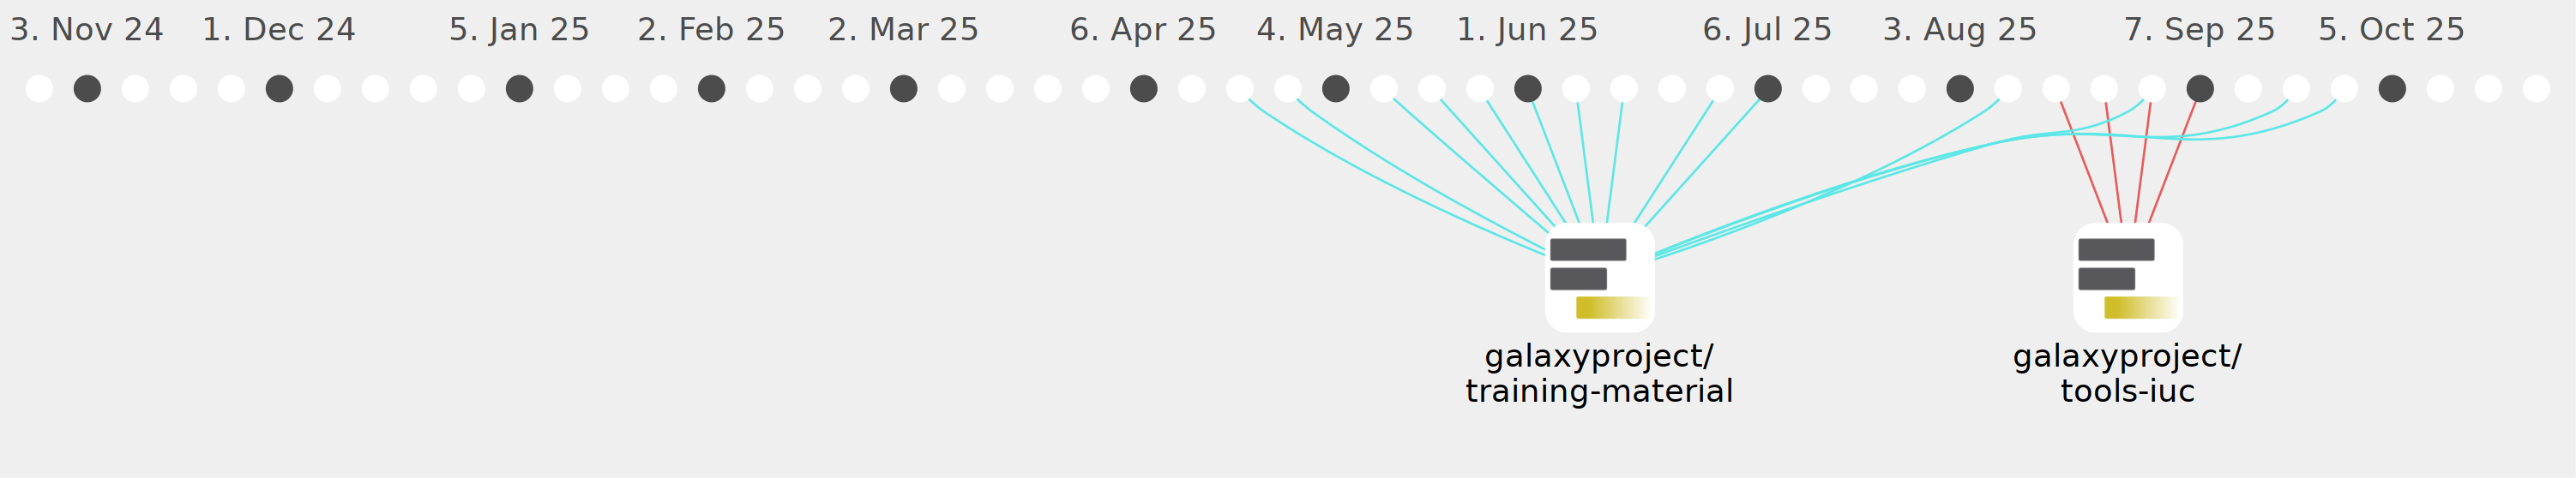 3. Nov 24 1. Dec 24 5. Jan 25 2. Feb 25 2. Mar 25 6. Apr 25 4. May 25 1. Jun 25 6. Jul 25 3. Aug 25 7. Sep 25 5. Oct 25
galaxyproject/
training-material
galaxyproject/
tools-iuc